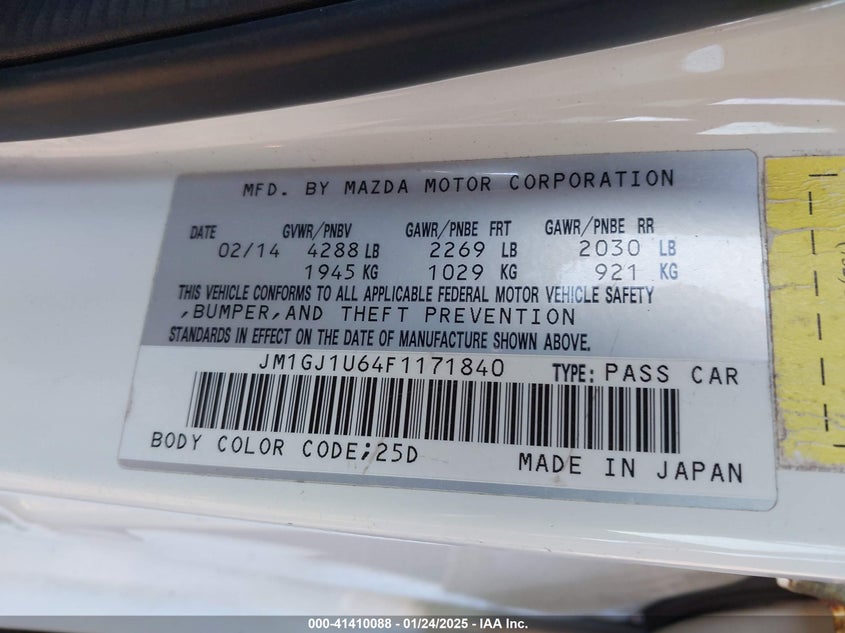 MFD. BY MAZDA MOTOR CORPORATION
DATE GVWR/PNBV GAWR/PNBE FRT GAWR/PNBE RR
02/14 4288 LB 2269 LB 2030 LB
1945 KG 1029 KG 921 KG
THIS VEHICLE CONFORMS TO ALL APPLICABLE FEDERAL MOTOR VEHICLE SAFETY
,BUMPER,AND THEFT PREVENTION
STANDARDS IN EFFECT ON THE DATE OF MANUFACTURE SHOWN ABOVE.
JM1GJ1U64F1171840 TYPE: PASS CAR
BODY COLOR CODE;25D MADE IN JAPAN
000-41410088 - 01/24/2025 - IAA Inc.